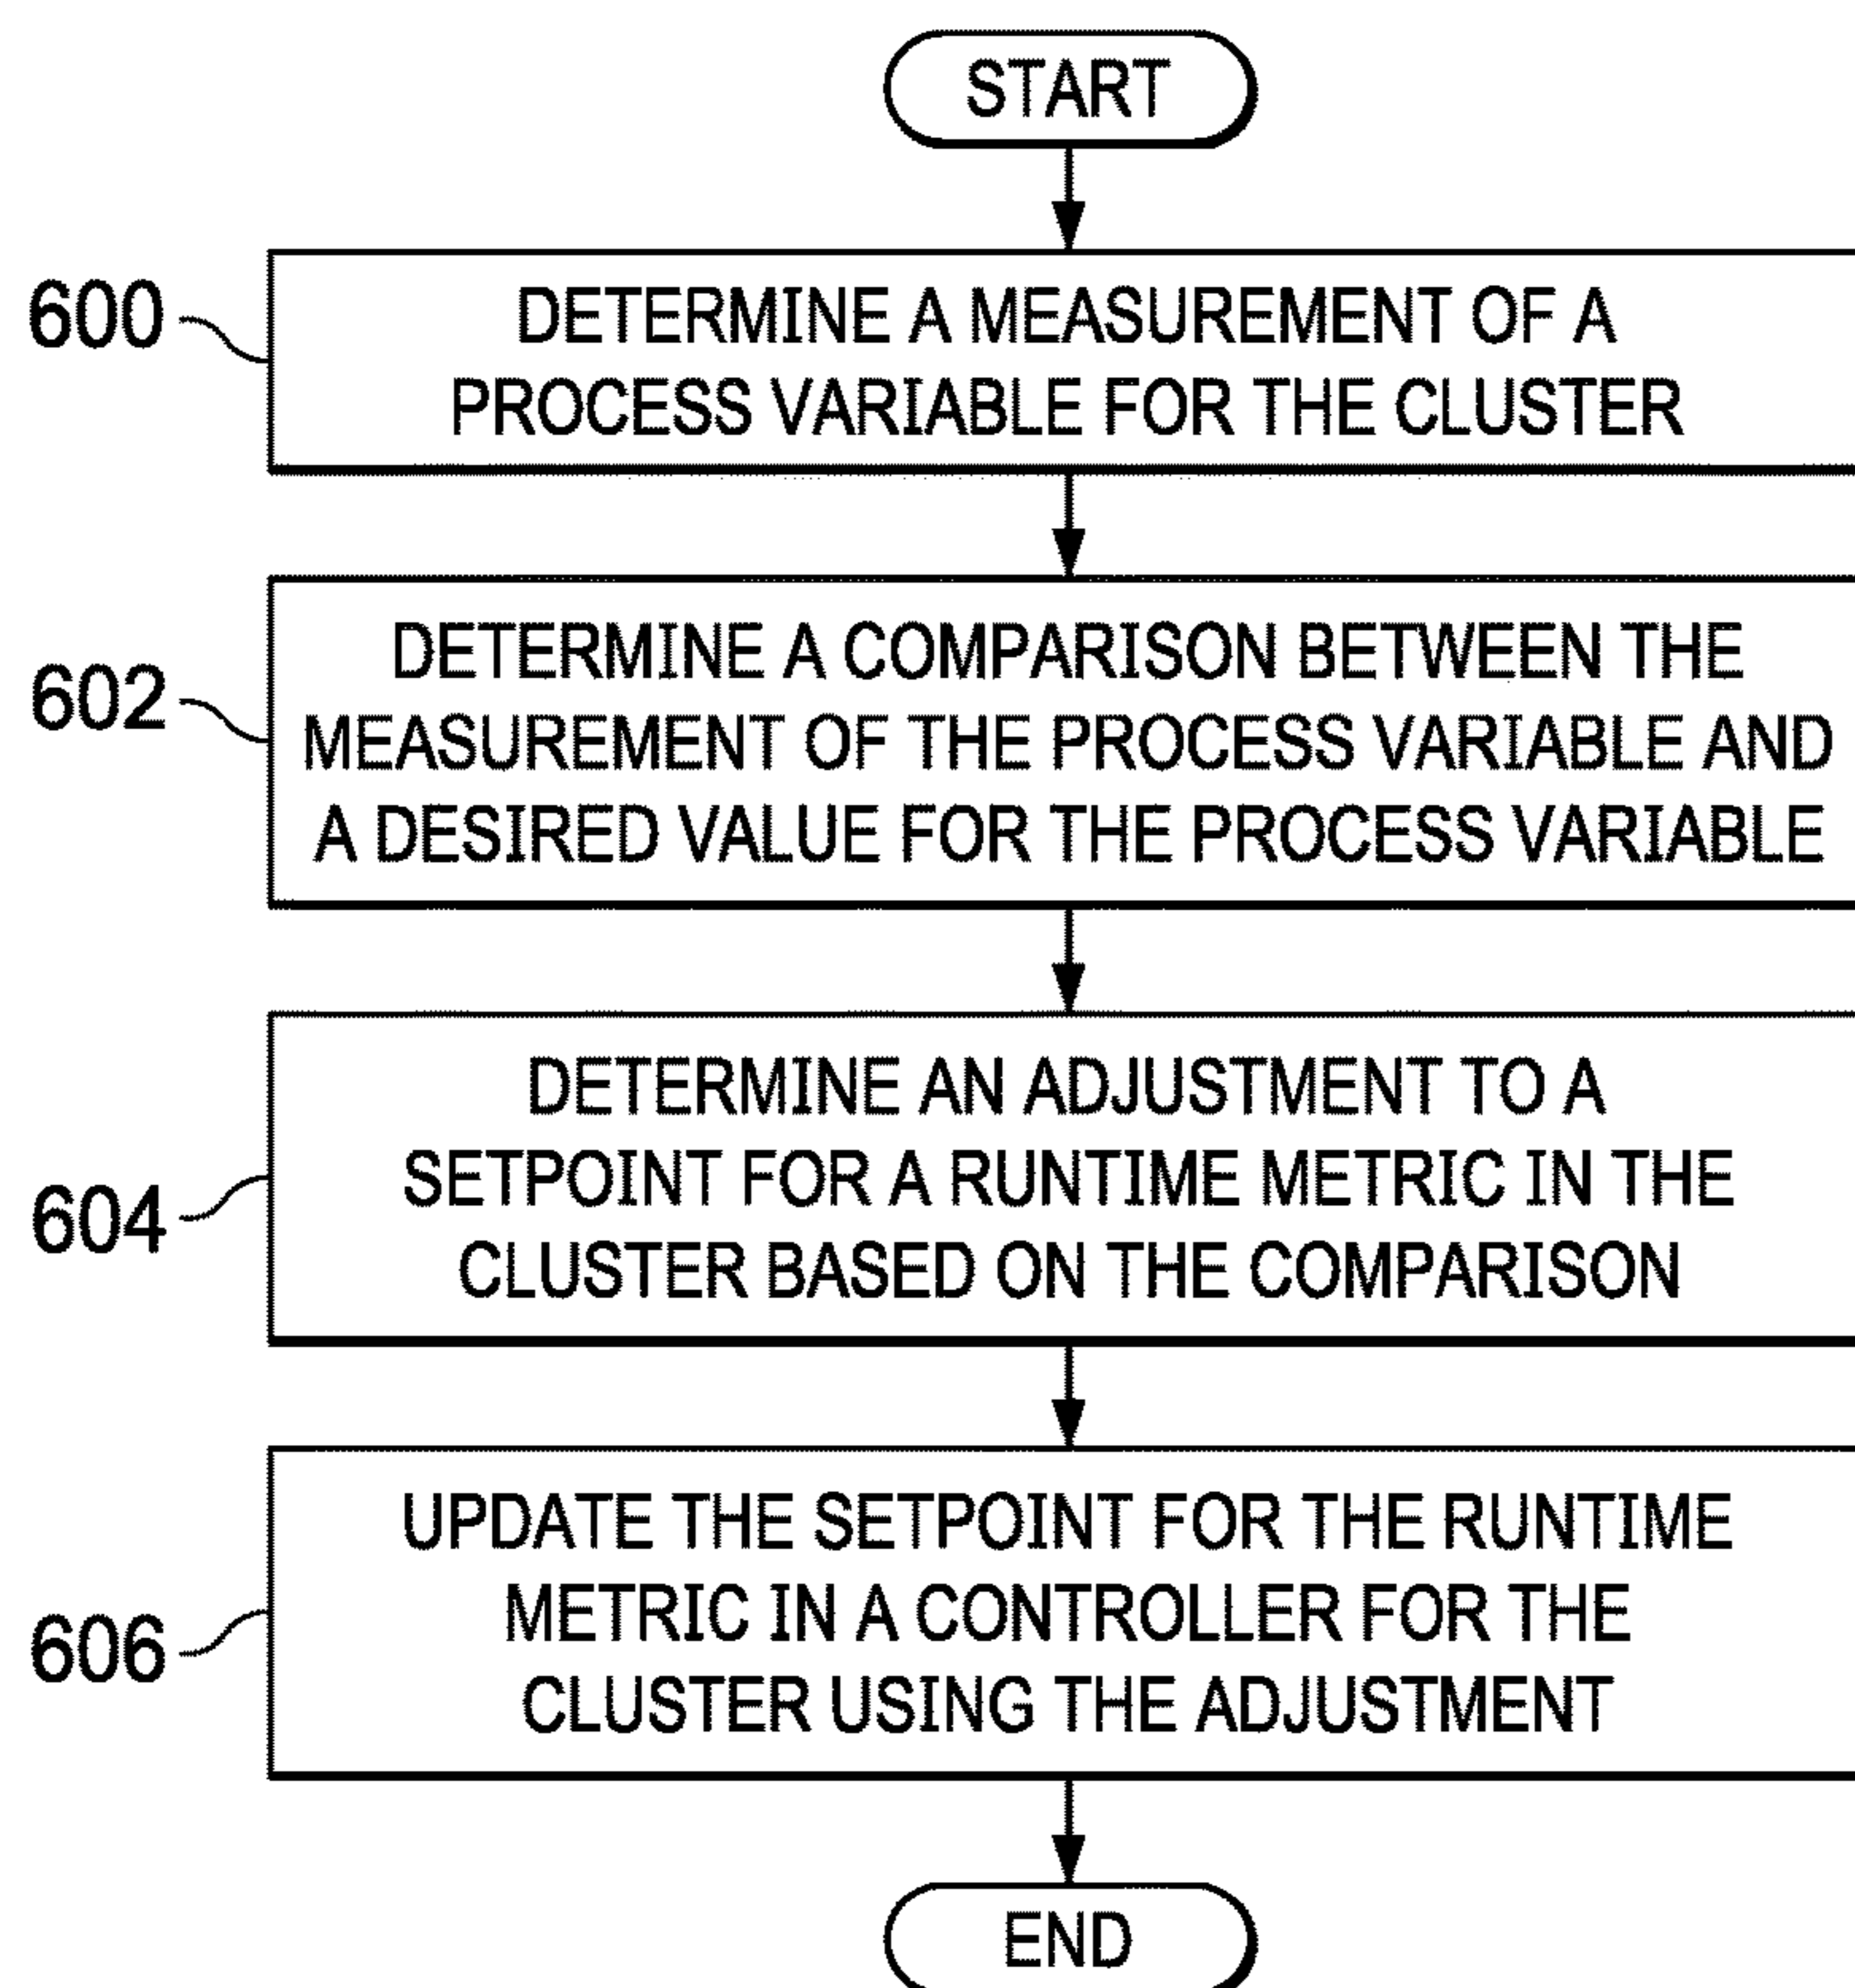 START
600
DETERMINE A MEASUREMENT OF A
PROCESS VARIABLE FOR THE CLUSTER
602
DETERMINE A COMPARISON BETWEEN THE
MEASUREMENT OF THE PROCESS VARIABLE AND
A DESIRED VALUE FOR THE PROCESS VARIABLE
604
DETERMINE AN ADJUSTMENT TO A
SETPOINT FOR A RUNTIME METRIC IN THE
CLUSTER BASED ON THE COMPARISON
606
UPDATE THE SETPOINT FOR THE RUNTIME
METRIC IN A CONTROLLER FOR THE
CLUSTER USING THE ADJUSTMENT
END